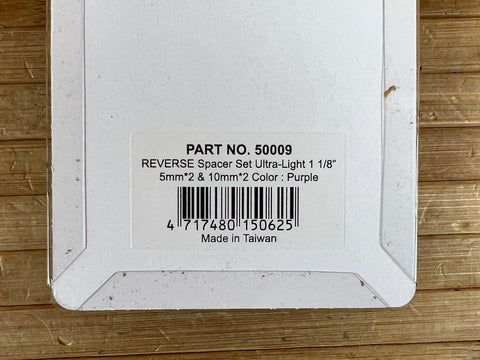 PART NO. 50009
REVERSE Spacer Set Ultra-Light 1 1/8"
5mm*2 & 10mm*2 Color : Purple
4 717480 150625
Made in Taiwan